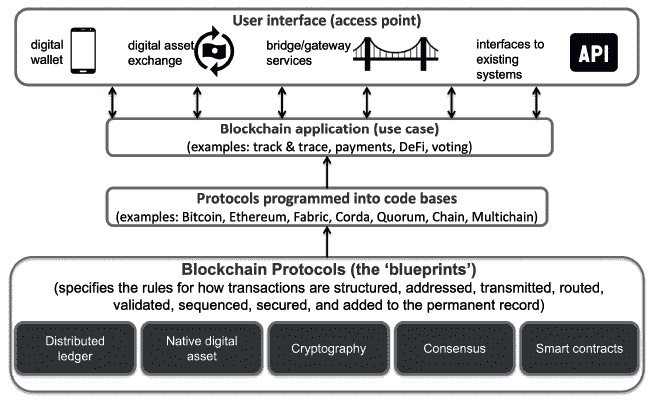 User interface (access point)
digital
wallet
digital asset
exchange
bridge/gateway
services
interfaces to
existing
systems
API
Blockchain application (use case)
(examples: track & trace, payments, DeFi, voting)
Protocols programmed into code bases
(examples: Bitcoin, Ethereum, Fabric, Corda, Quorum, Chain, Multichain)
Blockchain Protocols (the ‘blueprints’)
(specifies the rules for how transactions are structured, addressed, transmitted, routed,
validated, sequenced, secured, and added to the permanent record)
Distributed
ledger
Native digital
asset
Cryptography
Consensus
Smart contracts